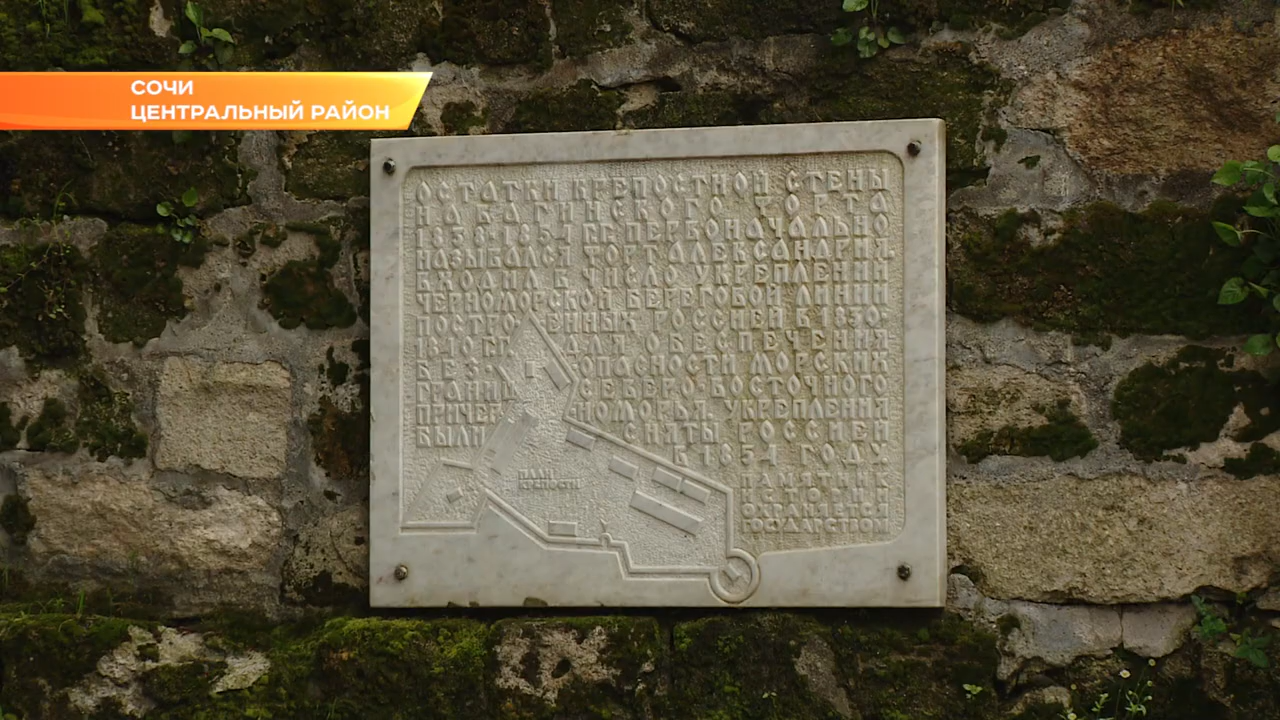 СОЧИ
ЦЕНТРАЛЬНЫЙ РАЙОН
ОСТАТКИ КРЕПОСТНОЙ СТЕНЫ
НАВАГИНСКОГО ФОРТА
1838-1854 ГГ. ПЕРВОНАЧАЛЬНО
НАЗЫВАЛСЯ ФОРТ АЛЕКСАНДРИЯ.
ВХОДИЛ В ЧИСЛО УКРЕПЛЕНИЙ
ЧЕРНОМОРСКОЙ БЕРЕГОВОЙ ЛИНИИ
ПОСТРОЕННЫХ РОССИЕЙ В 1830-
1840 ГГ. ДЛЯ ОБЕСПЕЧЕНИЯ
БЕЗОПАСНОСТИ МОРСКИХ
ГРАНИЦ СЕВЕРО-ВОСТОЧНОГО
ПРИЧЕРНОМОРЬЯ. УКРЕПЛЕНИЯ
БЫЛИ СНЯТЫ РОССИЕЙ
В 1854 ГОДУ.
ПАМЯТНИК
ИСТОРИИ
ОХРАНЯЕТСЯ
ГОСУДАРСТВОМ
ПЛАН
КРЕПОСТИ